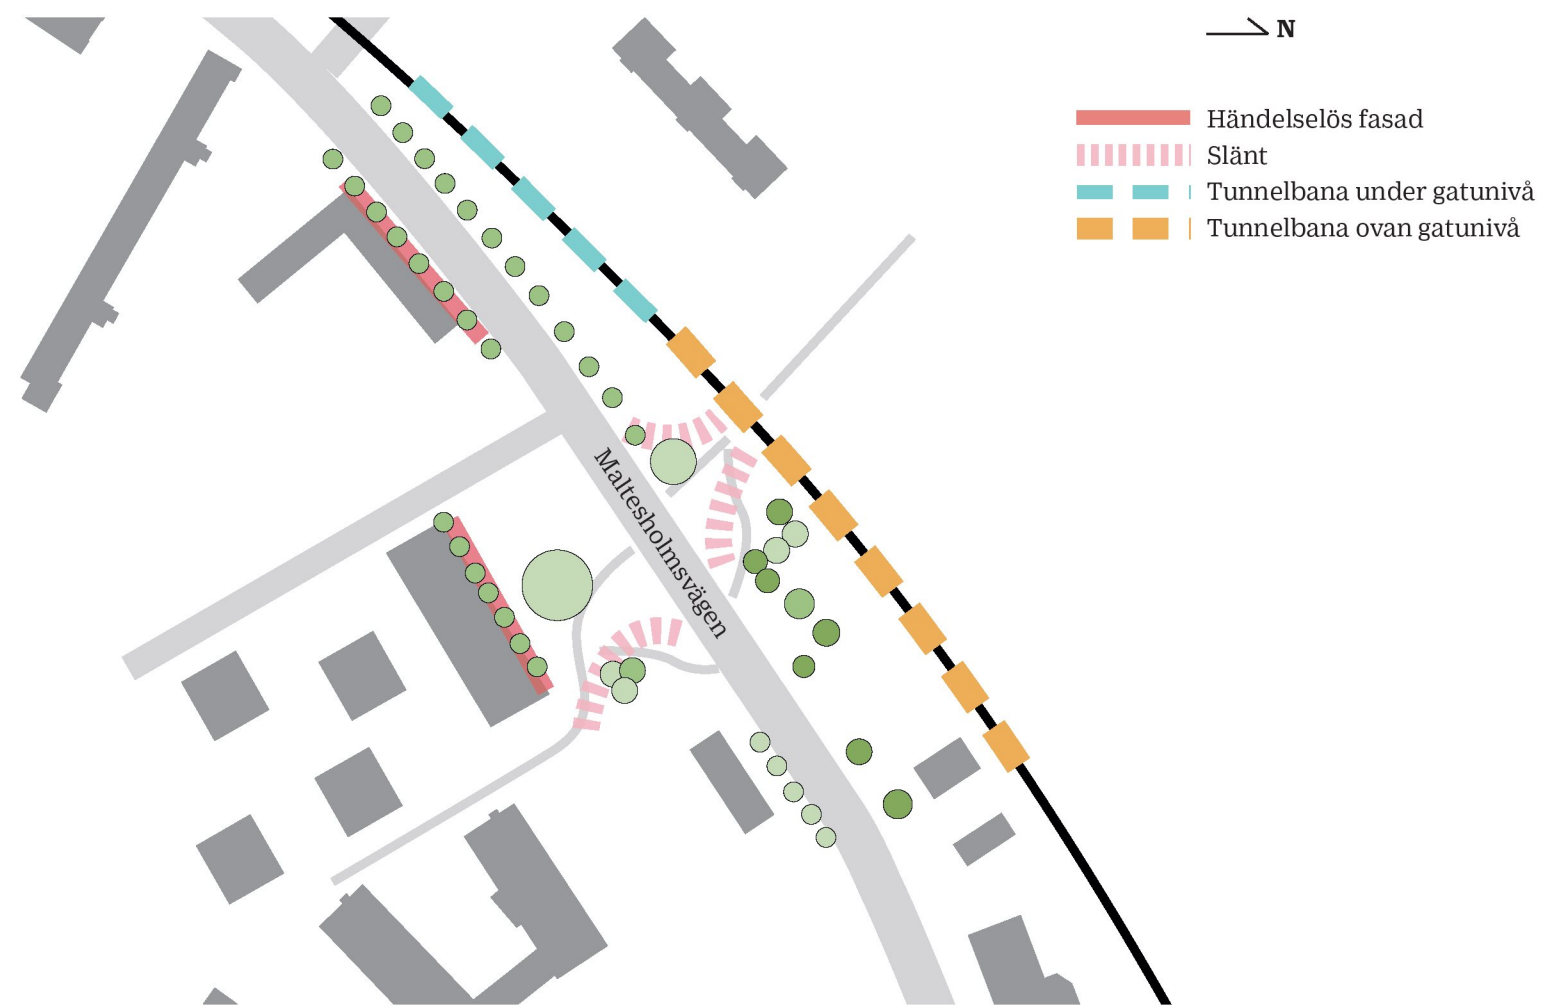 N
Händelselös fasad
Slänt
Tunnelbana under gatunivå
Tunnelbana ovan gatunivå
Maltesholmsvägen